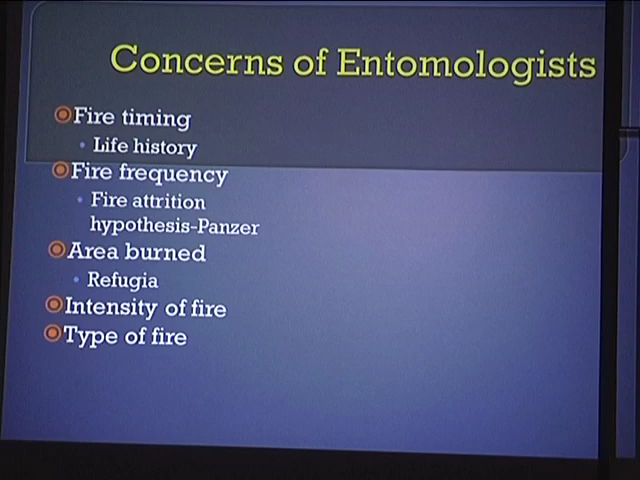 Concerns of Entomologists
Fire timing
Life history
Fire frequency
Fire attrition
hypothesis-Panzer
Area burned
Refugia
Intensity of fire
Type of fire